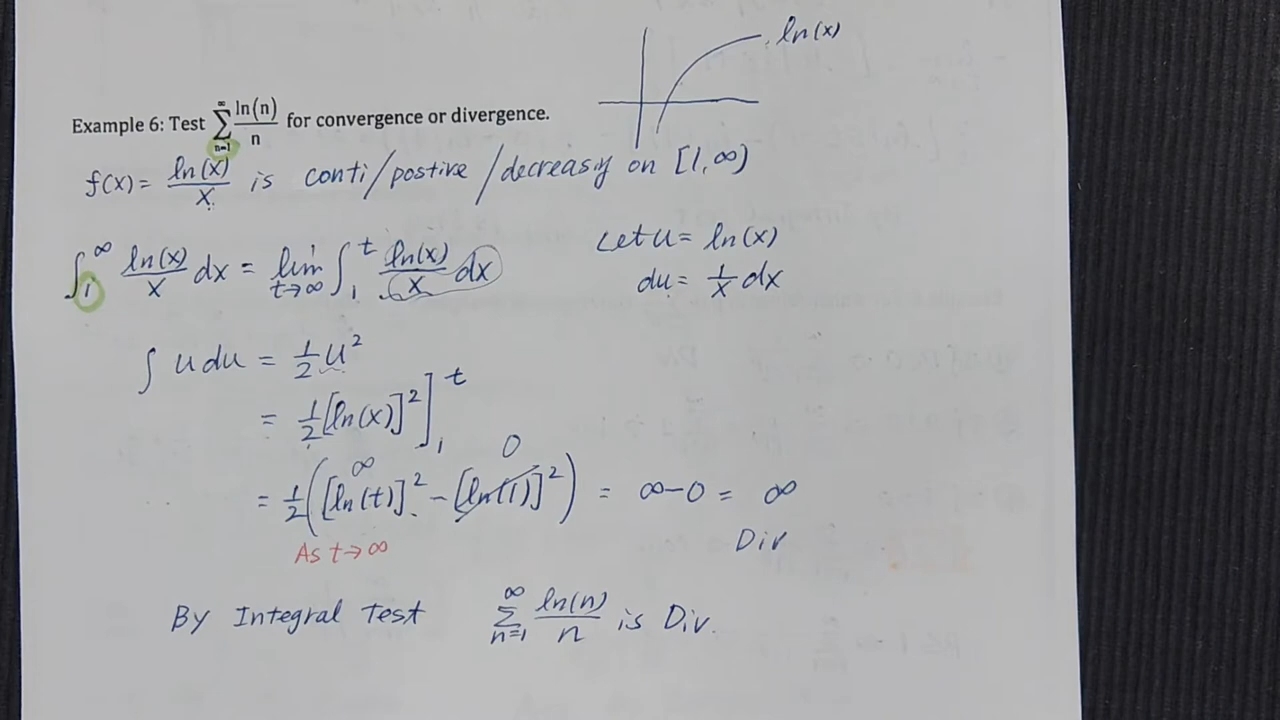 ln(x)
Example 6: Test ∑_{n=1}^{∞} ln(n)/n for convergence or divergence.
f(x) = ln(x)/x is conti/postive/decreasiy on [1,∞)
∫_1^∞ ln(x)/x dx = lim_{t→∞} ∫_1^t ln(x)/x dx
Let u = ln(x)
du = 1/x dx
∫ u du = 1/2 u²
= 1/2 [ln(x)]² ]_1^t
= 1/2 ( [ln(t)]² - [ln(1)]² ) = ∞ - 0 = ∞
∞ 0
As t→∞
Div
By Integral Test ∑_{n=1}^{∞} ln(n)/n is Div.